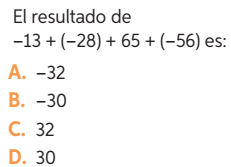 El resultado de
−13 + (−28) + 65 + (−56) es:
A. −32
B. −30
C. 32
D. 30